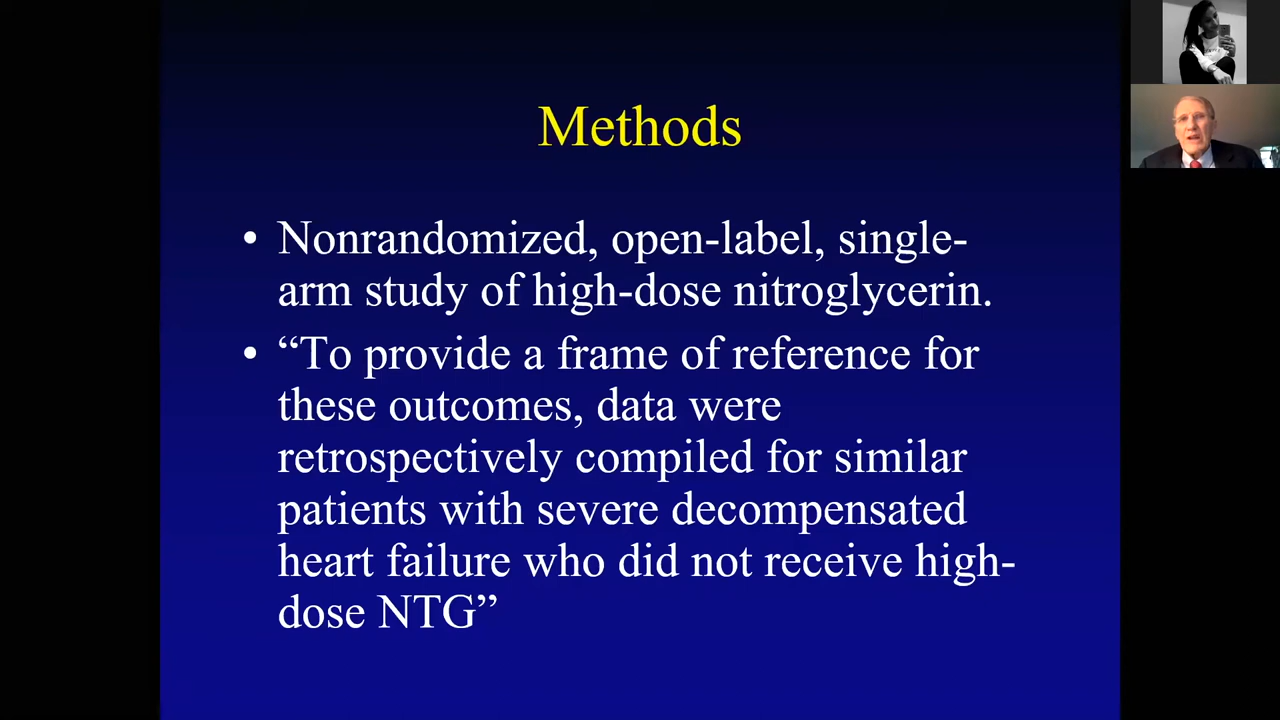 Methods
• Nonrandomized, open-label, single-
arm study of high-dose nitroglycerin.
• “To provide a frame of reference for
these outcomes, data were
retrospectively compiled for similar
patients with severe decompensated
heart failure who did not receive high-
dose NTG”